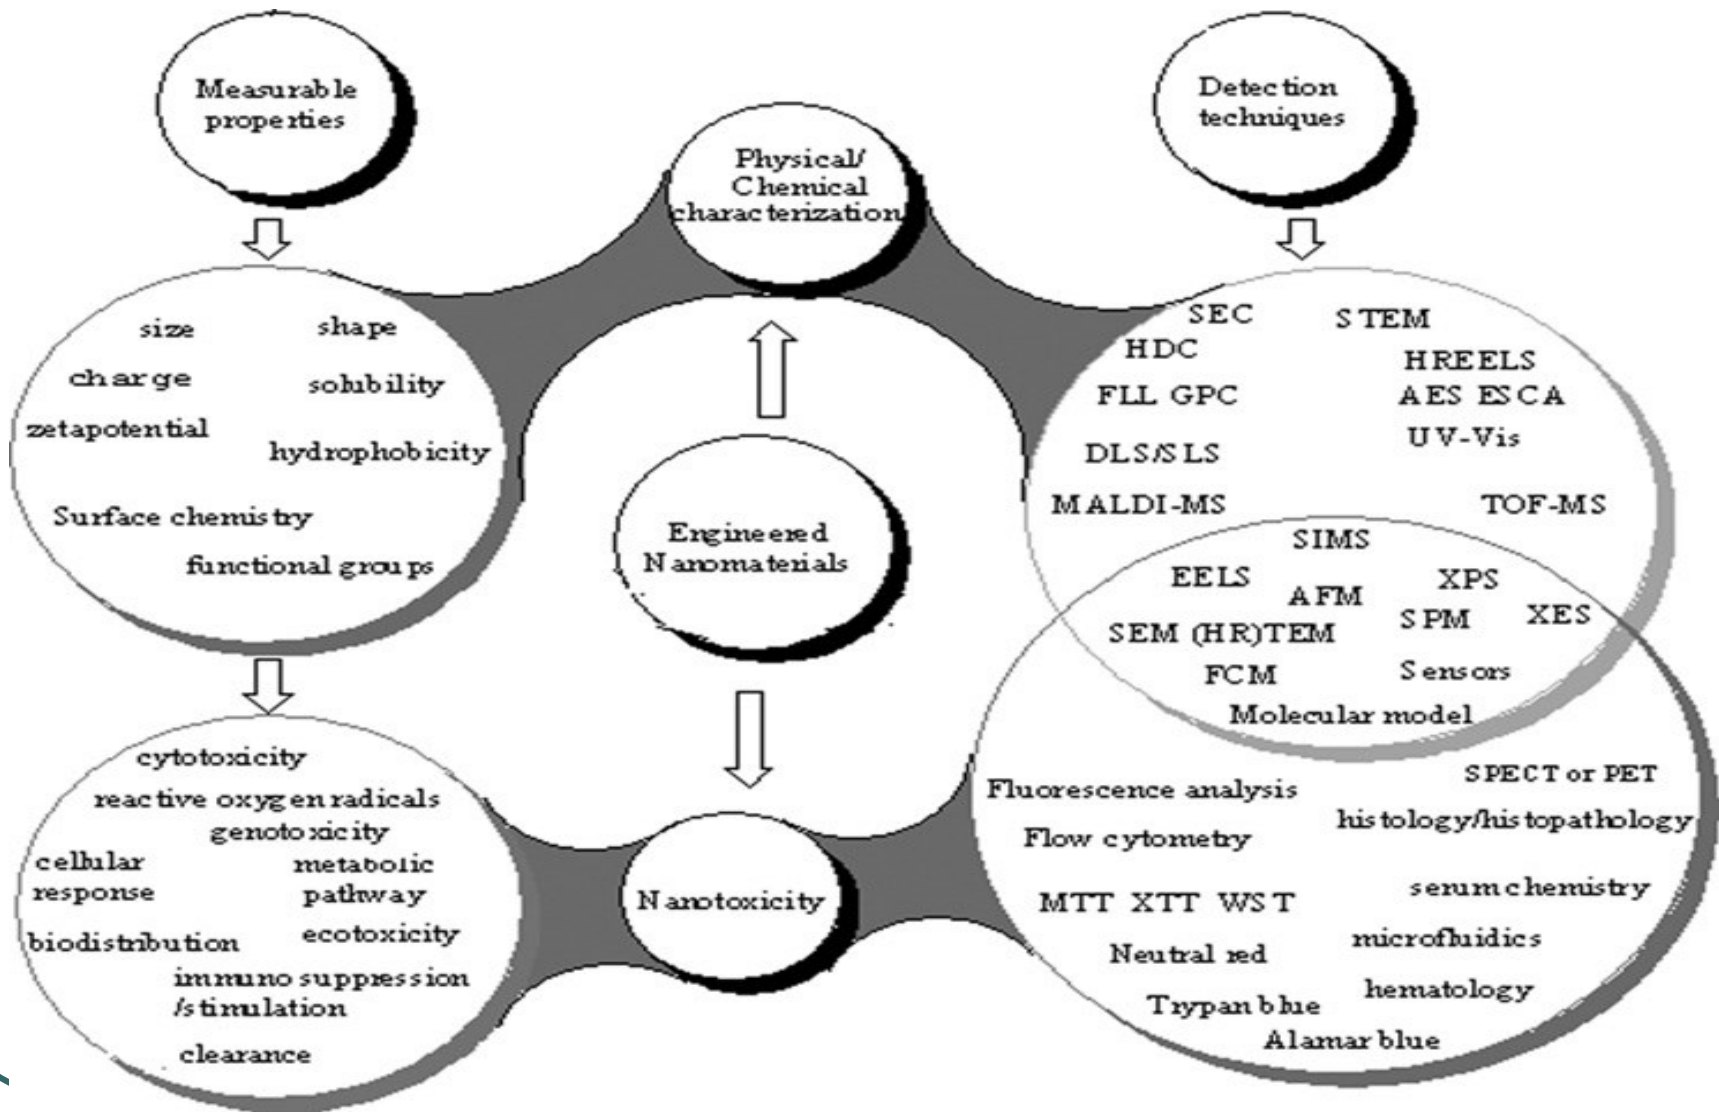 Measurable
properties
Detection
techniques
Physical/
Chemical
characterization
size
shape
charge
solubility
zetapotential
hydrophobicity
Surface chemistry
functional groups
Engineered
Nanomaterials
SEC
STEM
HDC
HREELS
FLL GPC
AES ESCA
UV-Vis
DLS/SLS
MALDI-MS
TOF-MS
SIMS
EELS
XPS
AFM
XES
SPM
SEM (HR)TEM
FCM
Sensors
Molecular model
cytotoxicity
reactive oxygen radicals
genotoxicity
cellular
response
metabolic
pathway
biodistribution
ecotoxicity
immuno suppression
/stimulation
clearance
Nanotoxicity
SPECT or PET
Fluorescence analysis
histology/histopathology
Flow cytometry
serum chemistry
MTT XTT WST
microfluidics
Neutral red
hematology
Trypan blue
Alamar blue